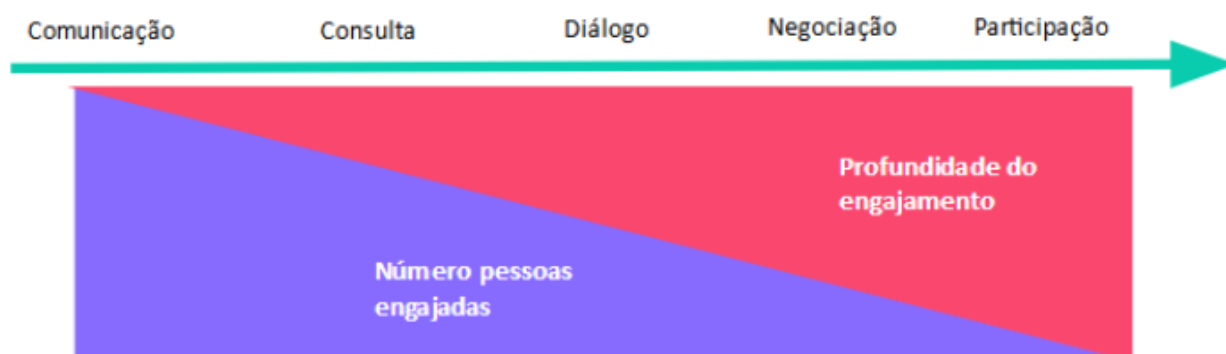 Comunicação Consulta Diálogo Negociação Participação
Profundidade do
engajamento
Número pessoas
engajadas